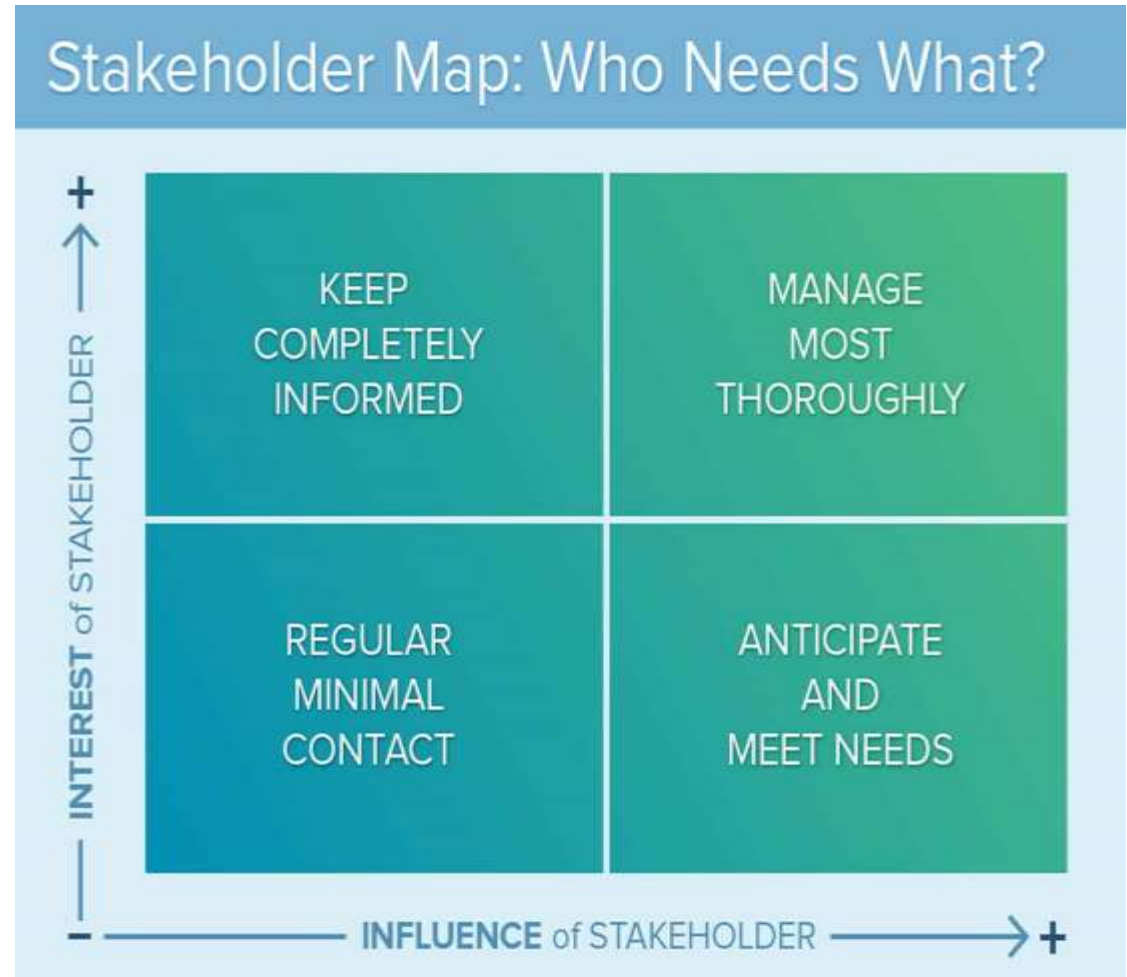 Stakeholder Map: Who Needs What?
+
KEEP
COMPLETELY
INFORMED
MANAGE
MOST
THOROUGHLY
INTEREST of STAKEHOLDER
REGULAR
MINIMAL
CONTACT
ANTICIPATE
AND
MEET NEEDS
-
INFLUENCE of STAKEHOLDER
+